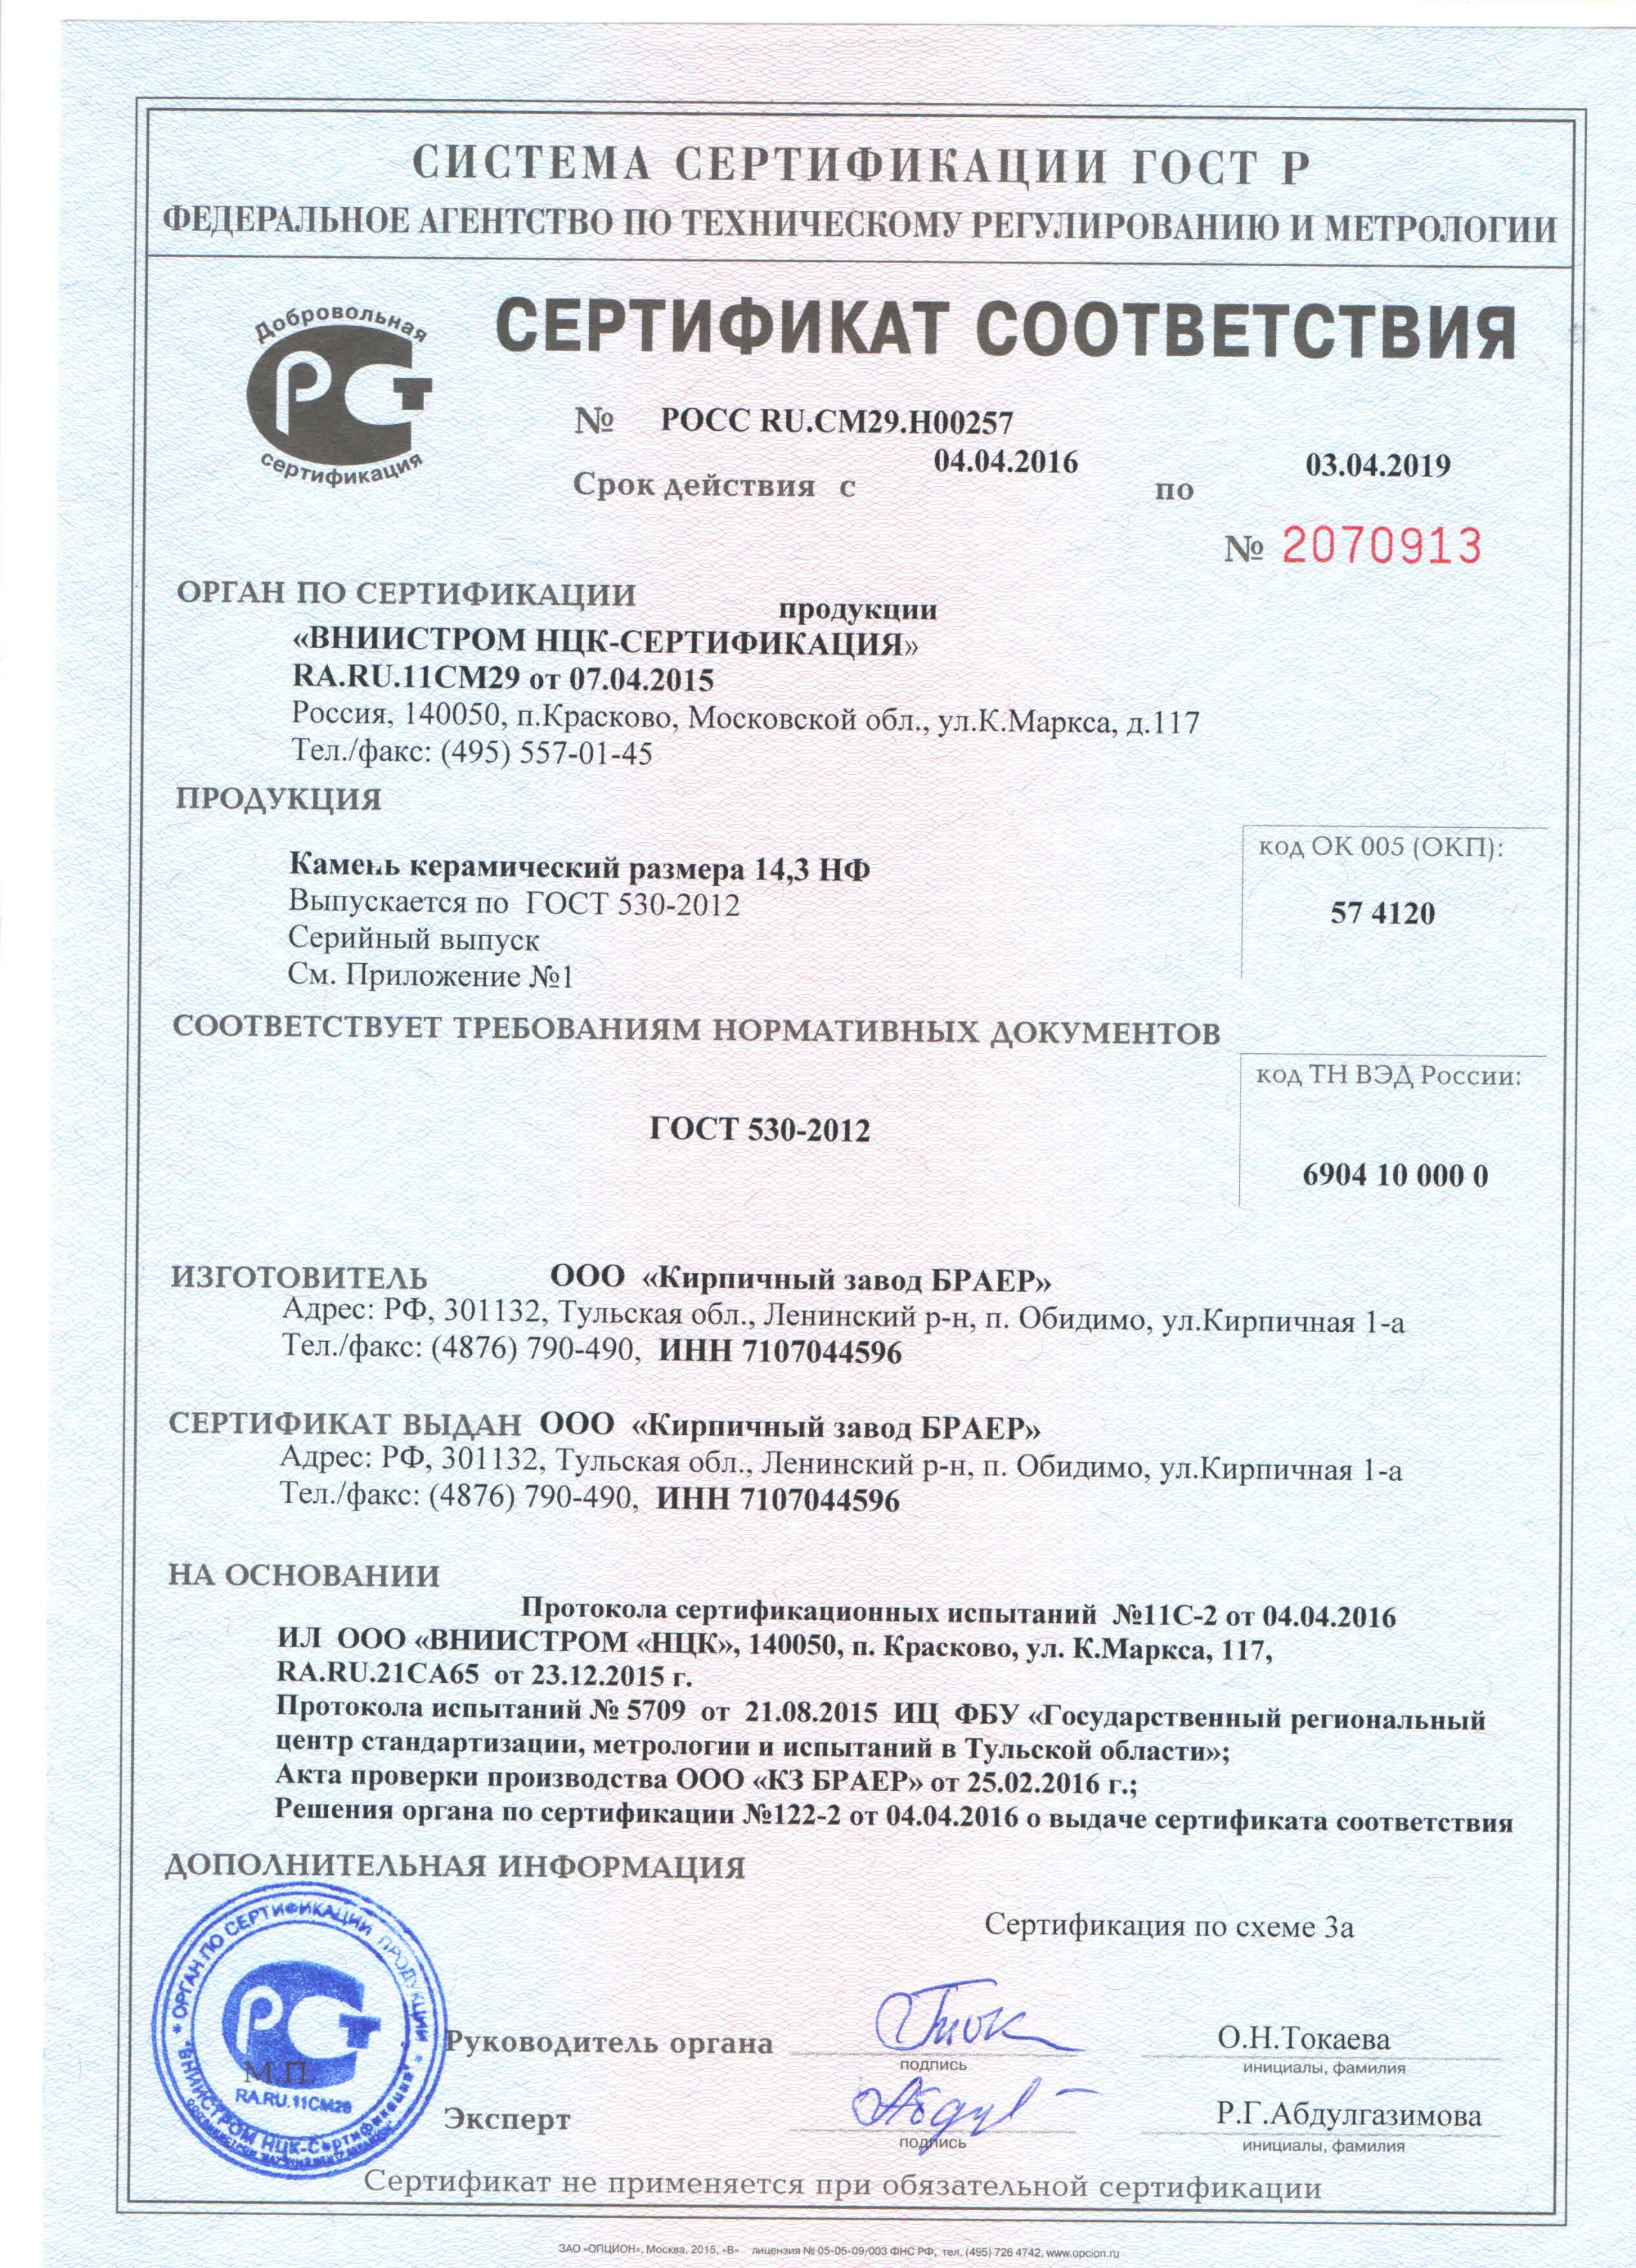 СИСТЕМА СЕРТИФИКАЦИИ ГОСТ Р
ФЕДЕРАЛЬНОЕ АГЕНТСТВО ПО ТЕХНИЧЕСКОМУ РЕГУЛИРОВАНИЮ И МЕТРОЛОГИИ
Добровольная
РСТ
сертификация
СЕРТИФИКАТ СООТВЕТСТВИЯ
№ РОСС RU.СМ29.Н00257
Срок действия с 04.04.2016 по 03.04.2019
№ 2070913
ОРГАН ПО СЕРТИФИКАЦИИ продукции
«ВНИИСТРОМ НЦК-СЕРТИФИКАЦИЯ»
RA.RU.11СМ29 от 07.04.2015
Россия, 140050, п.Красково, Московской обл., ул.К.Маркса, д.117
Тел./факс: (495) 557-01-45
ПРОДУКЦИЯ
Камень керамический размера 14,3 НФ
Выпускается по ГОСТ 530-2012
Серийный выпуск
См. Приложение №1
код ОК 005 (ОКП):
57 4120
СООТВЕТСТВУЕТ ТРЕБОВАНИЯМ НОРМАТИВНЫХ ДОКУМЕНТОВ
ГОСТ 530-2012
код ТН ВЭД России:
6904 10 000 0
ИЗГОТОВИТЕЛЬ ООО «Кирпичный завод БРАЕР»
Адрес: РФ, 301132, Тульская обл., Ленинский р-н, п. Обидимо, ул.Кирпичная 1-а
Тел./факс: (4876) 790-490, ИНН 7107044596
СЕРТИФИКАТ ВЫДАН ООО «Кирпичный завод БРАЕР»
Адрес: РФ, 301132, Тульская обл., Ленинский р-н, п. Обидимо, ул.Кирпичная 1-а
Тел./факс: (4876) 790-490, ИНН 7107044596
НА ОСНОВАНИИ
Протокола сертификационных испытаний №11С-2 от 04.04.2016
ИЛ ООО «ВНИИСТРОМ «НЦК», 140050, п. Красково, ул. К.Маркса, 117,
RA.RU.21СА65 от 23.12.2015 г.
Протокола испытаний № 5709 от 21.08.2015 ИЦ ФБУ «Государственный региональный
центр стандартизации, метрологии и испытаний в Тульской области»;
Акта проверки производства ООО «КЗ БРАЕР» от 25.02.2016 г.;
Решения органа по сертификации №122-2 от 04.04.2016 о выдаче сертификата соответствия
ДОПОЛНИТЕЛЬНАЯ ИНФОРМАЦИЯ
Сертификация по схеме 3а
* ОРГАН ПО СЕРТИФИКАЦИИ ПРОДУКЦИИ *
РСТ
М.П.
RA.RU.11СМ29
"ВНИИСТРОМ НЦК-Сертификация"
Руководитель органа
подпись
О.Н.Токаева
инициалы, фамилия
Эксперт
подпись
Р.Г.Абдулгазимова
инициалы, фамилия
Сертификат не применяется при обязательной сертификации
ЗАО «ОПЦИОН», Москва, 2015, «В» лицензия № 05-05-09/003 ФНС РФ, тел. (495) 726 4742, www.opcion.ru